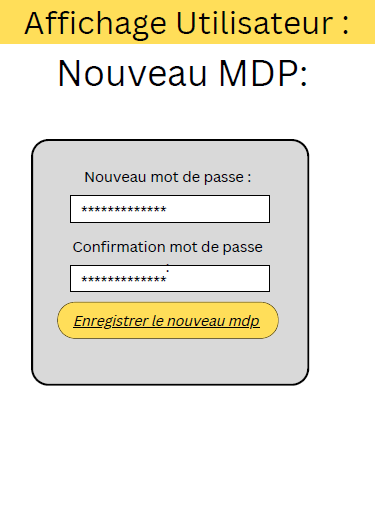 Affichage Utilisateur :
Nouveau MDP:
Nouveau mot de passe :
*************
Confirmation mot de passe
:
*************
Enregistrer le nouveau mdp